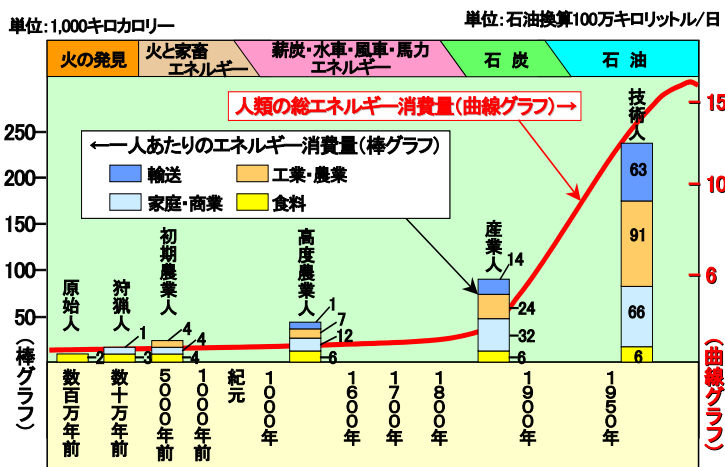 単位:1,000キロカロリー
単位:石油換算100万キロリットル/日
火の発見
火と家畜
エネルギー
薪炭・水車・風車・馬力
エネルギー
石炭
石油
人類の総エネルギー消費量(曲線グラフ)→
←一人あたりのエネルギー消費量(棒グラフ)
輸送
工業・農業
家庭・商業
食料
250
200
150
100
50
(棒グラフ)
15
10
6
(曲線グラフ)
原始人
2
狩猟人
1
3
初期農業人
4
4
4
高度農業人
1
7
12
6
産業人
14
24
32
6
技術人
63
91
66
6
数百万年前
数十万年前
5000年前
1000年前
紀元
1000年
1600年
1700年
1800年
1900年
1950年